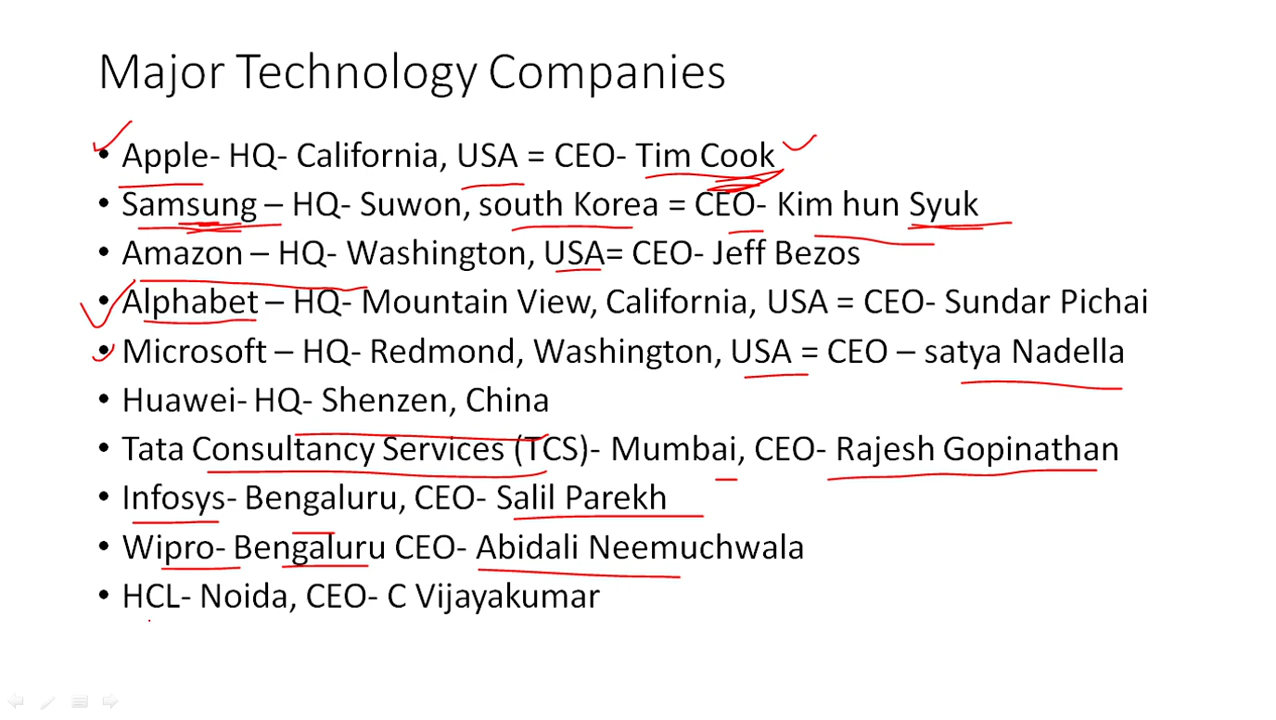 Major Technology Companies
• Apple- HQ- California, USA = CEO- Tim Cook
• Samsung – HQ- Suwon, south Korea = CEO- Kim hun Syuk
• Amazon – HQ- Washington, USA= CEO- Jeff Bezos
• Alphabet – HQ- Mountain View, California, USA = CEO- Sundar Pichai
• Microsoft – HQ- Redmond, Washington, USA = CEO – satya Nadella
• Huawei- HQ- Shenzen, China
• Tata Consultancy Services (TCS)- Mumbai, CEO- Rajesh Gopinathan
• Infosys- Bengaluru, CEO- Salil Parekh
• Wipro- Bengaluru CEO- Abidali Neemuchwala
• HCL- Noida, CEO- C Vijayakumar